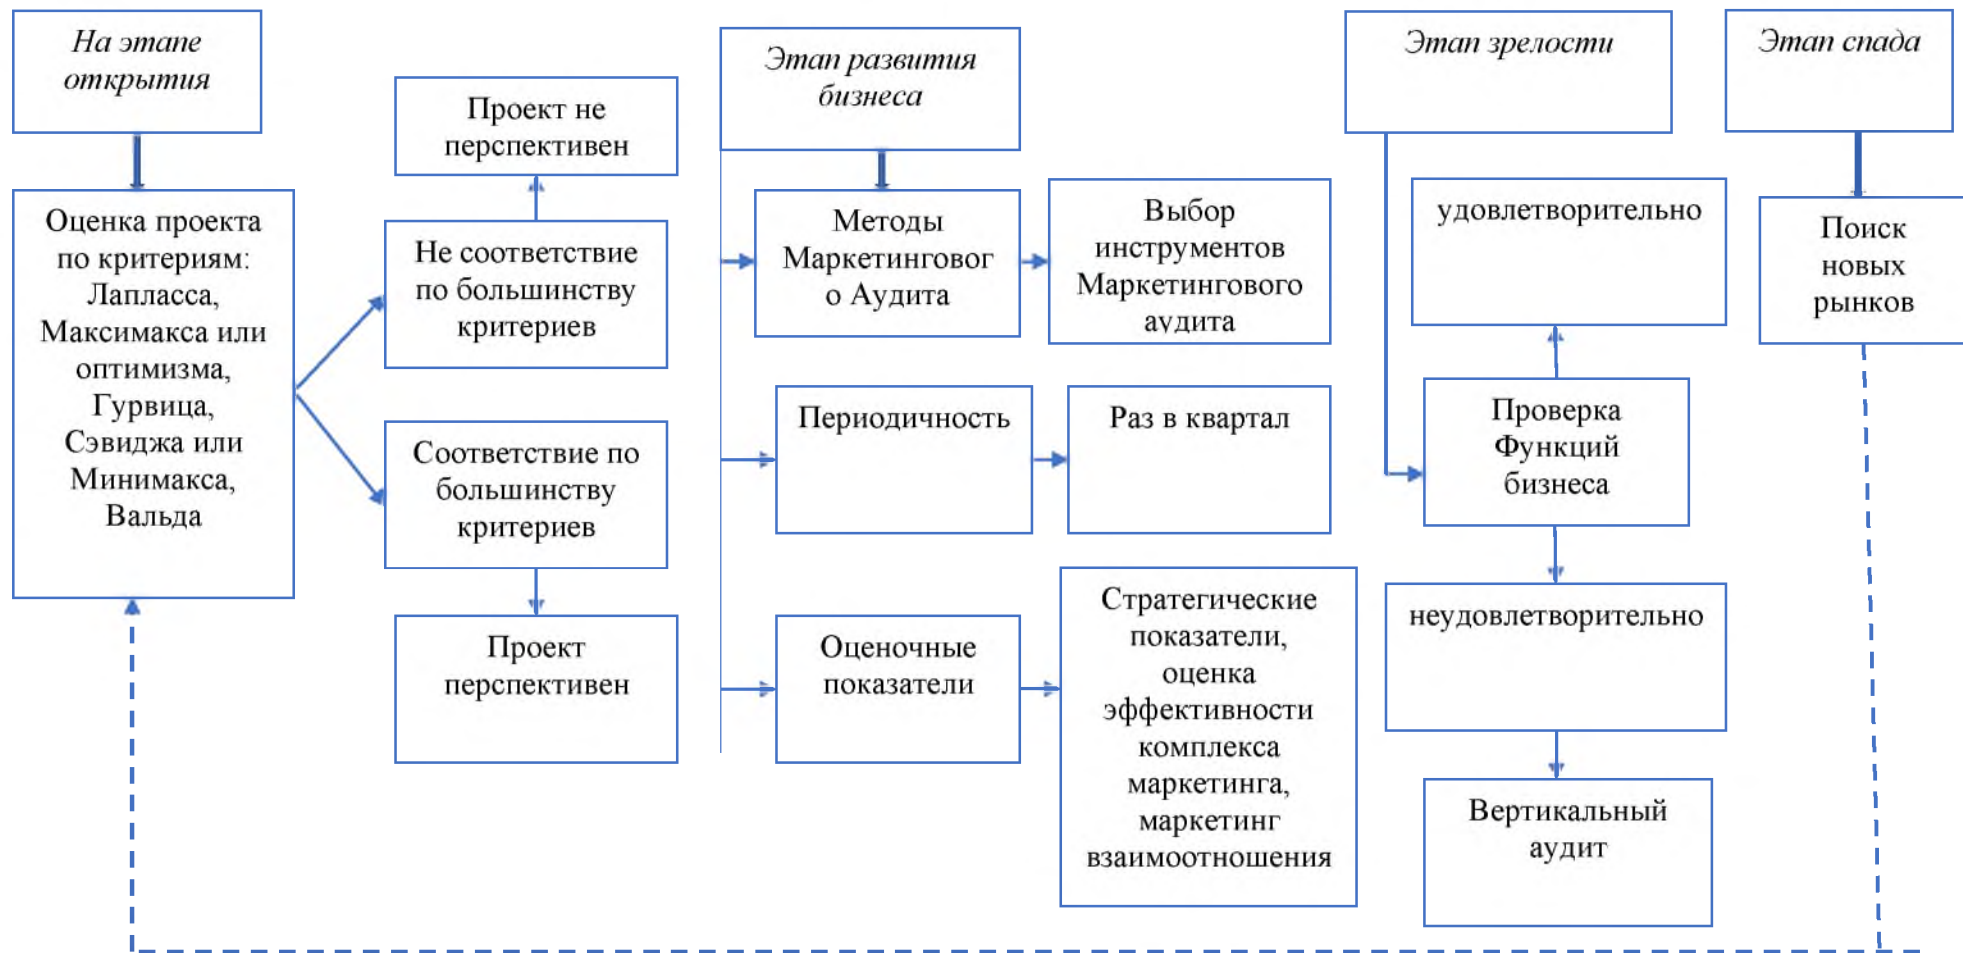 На этапе
открытия
Оценка проекта
по критериям:
Лапласса,
Максимакса или
оптимизма,
Гурвица,
Сэвиджа или
Минимакса,
Вальда
Проект не
перспективен
Не соответствие
по большинству
критериев
Соответствие по
большинству
критериев
Проект
перспективен
Этап развития
бизнеса
Методы
Маркетинговог
о Аудита
Выбор
инструментов
Маркетингового
аудита
Периодичность
Раз в квартал
Оценочные
показатели
Стратегические
показатели,
оценка
эффективности
комплекса
маркетинга,
маркетинг
взаимоотношения
Этап зрелости
удовлетворительно
Проверка
Функций
бизнеса
неудовлетворительно
Вертикальный
аудит
Этап спада
Поиск
новых
рынков